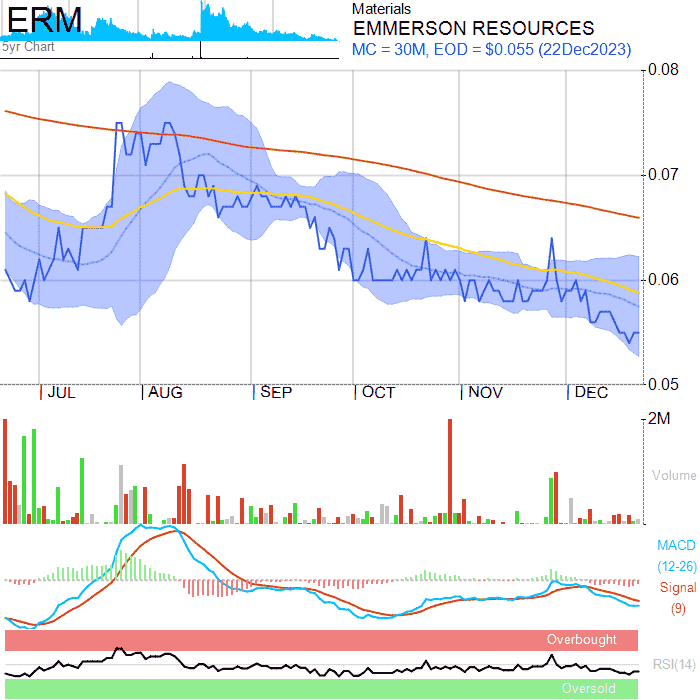 ERM
5yr Chart
Materials
EMMERSON RESOURCES
MC = 30M, EOD = $0.055 (22Dec2023)
0.08
0.07
0.06
0.05
JUL AUG SEP OCT NOV DEC
2M
Volume
MACD
(12-26)
Signal
(9)
Overbought
RSI(14)
Oversold